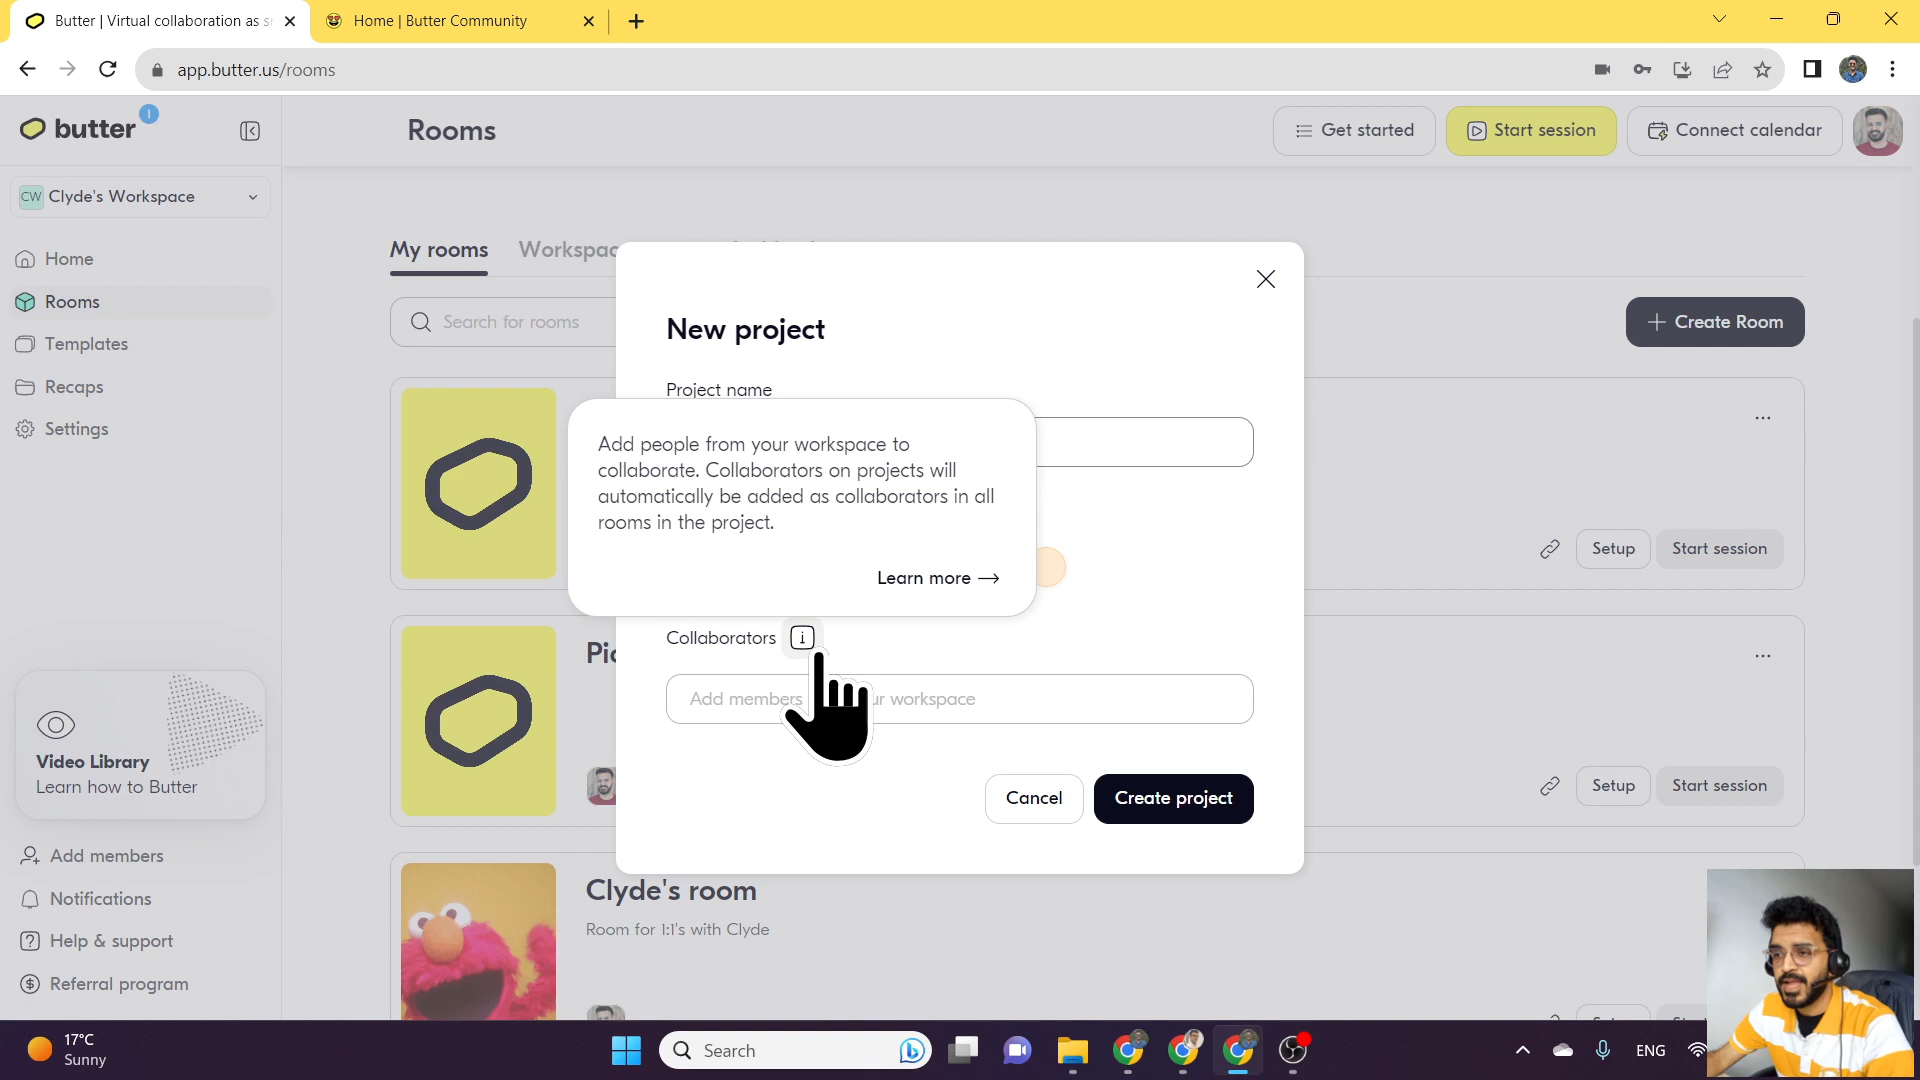 Butter | Virtual collaboration as s
Home | Butter Community
app.butter.us/rooms
butter
1
Rooms
Get started
Start session
Connect calendar
CW Clyde's Workspace
Home
Rooms
Templates
Recaps
Settings
My rooms
Search for rooms
Create Room
New project
Project name
Add people from your workspace to
collaborate. Collaborators on projects will
automatically be added as collaborators in all
rooms in the project.
Learn more →
Setup
Start session
Collaborators
i
Add members
workspace
Cancel
Create project
Setup
Start session
Video Library
Learn how to Butter
Clyde's room
Room for 1:1's with Clyde
Add members
Notifications
Help & support
Referral program
17°C
Sunny
Search
ENG